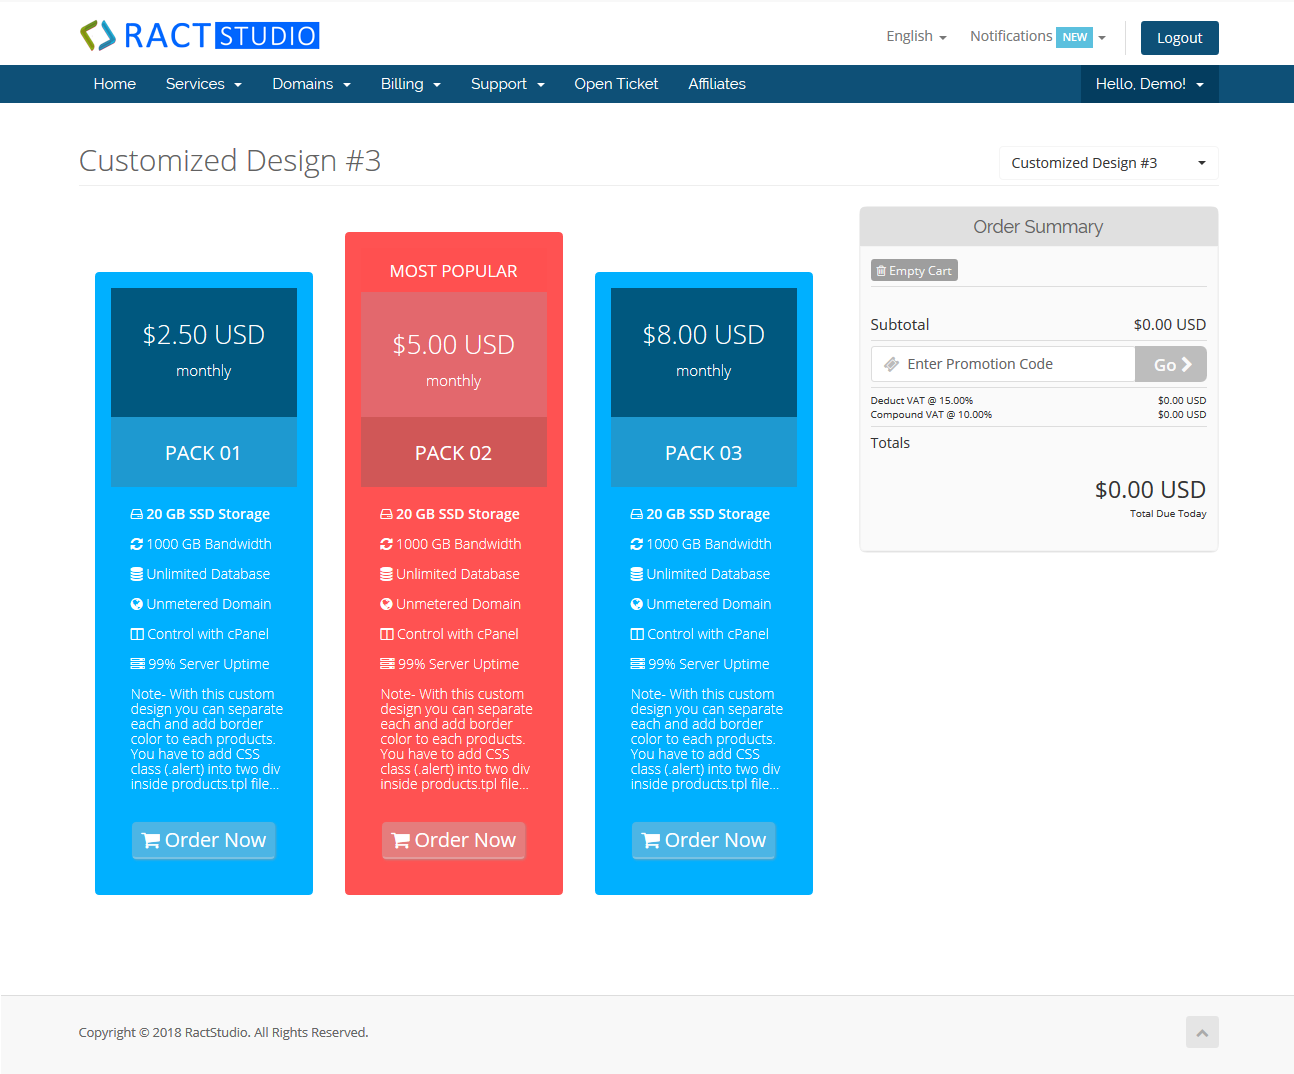 RACTSTUDIO
English
Notifications NEW
Logout
Home Services Domains Billing Support Open Ticket Affiliates
Hello, Demo!
Customized Design #3
Customized Design #3
$2.50 USD
monthly
PACK 01
20 GB SSD Storage
1000 GB Bandwidth
Unlimited Database
Unmetered Domain
Control with cPanel
99% Server Uptime
Note- With this custom
design you can separate
each and add border
color to each products.
You have to add CSS
class (.alert) into two div
inside products.tpl file...
Order Now
MOST POPULAR
$5.00 USD
monthly
PACK 02
20 GB SSD Storage
1000 GB Bandwidth
Unlimited Database
Unmetered Domain
Control with cPanel
99% Server Uptime
Note- With this custom
design you can separate
each and add border
color to each products.
You have to add CSS
class (.alert) into two div
inside products.tpl file...
Order Now
$8.00 USD
monthly
PACK 03
20 GB SSD Storage
1000 GB Bandwidth
Unlimited Database
Unmetered Domain
Control with cPanel
99% Server Uptime
Note- With this custom
design you can separate
each and add border
color to each products.
You have to add CSS
class (.alert) into two div
inside products.tpl file...
Order Now
Order Summary
Empty Cart
Subtotal $0.00 USD
Enter Promotion Code Go
Deduct VAT @ 15.00% $0.00 USD
Compound VAT @ 10.00% $0.00 USD
Totals
$0.00 USD
Total Due Today
Copyright © 2018 RactStudio. All Rights Reserved.